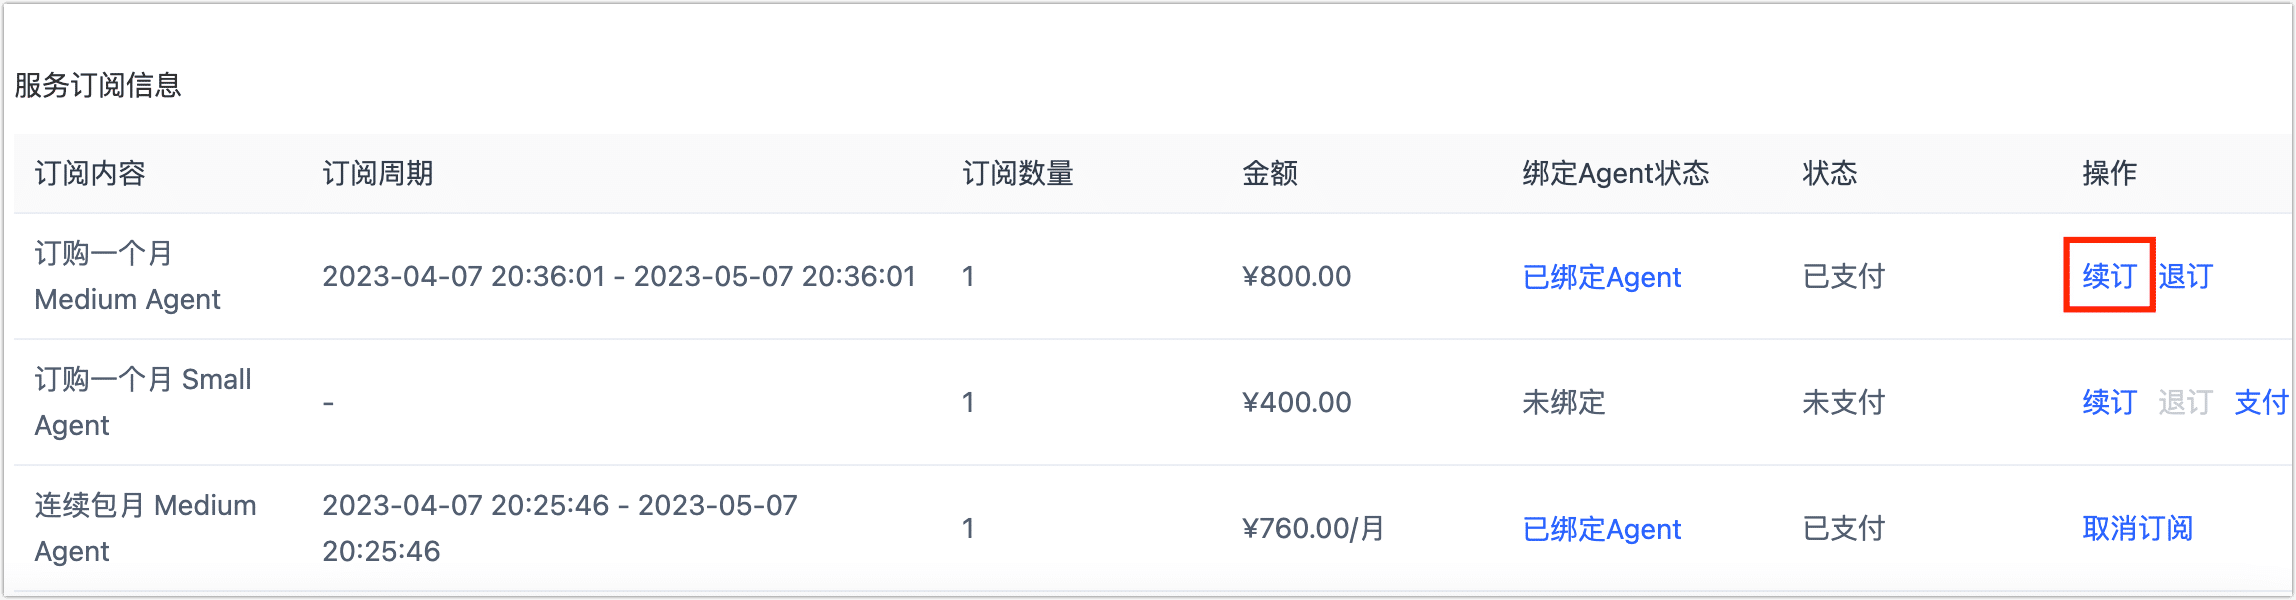 服务订阅信息
订阅内容 订阅周期 订阅数量 金额 绑定Agent状态 状态 操作
订购一个月
Medium Agent
2023-04-07 20:36:01 - 2023-05-07 20:36:01 1 ¥800.00 已绑定Agent 已支付 续订 退订
订购一个月 Small
Agent
- 1 ¥400.00 未绑定 未支付 续订 退订 支付
连续包月 Medium
Agent
2023-04-07 20:25:46 - 2023-05-07
20:25:46
1 ¥760.00/月 已绑定Agent 已支付 取消订阅